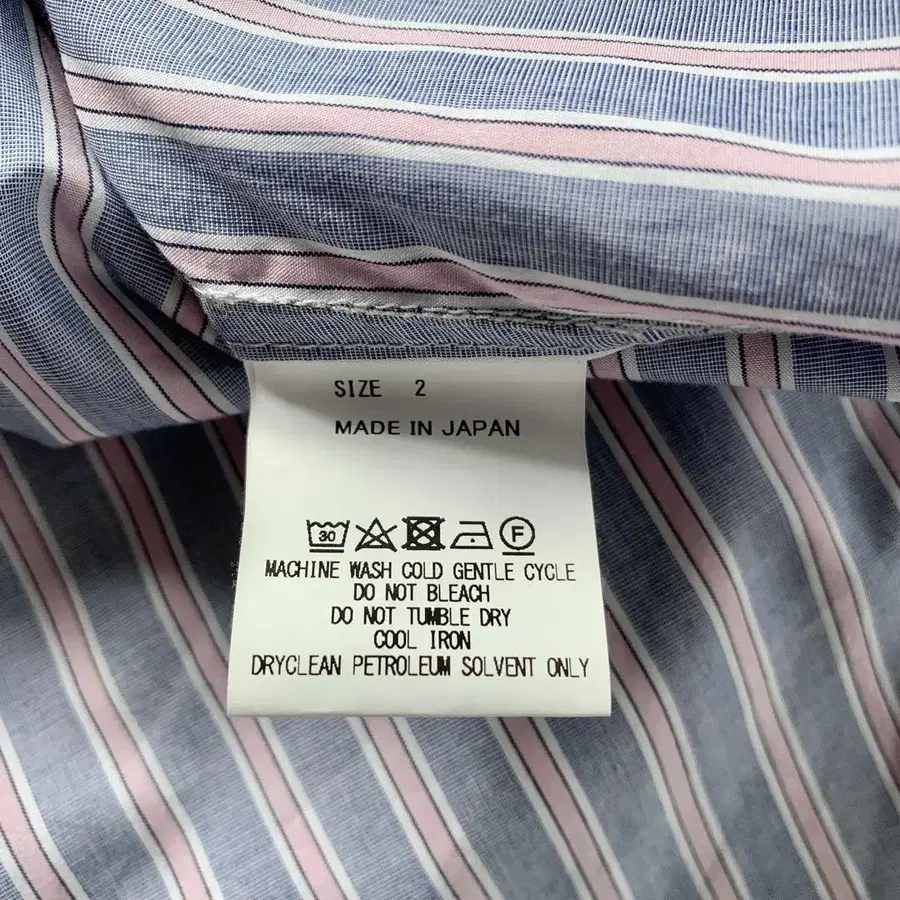 SIZE 2
MADE IN JAPAN
30 F
MACHINE WASH COLD GENTLE CYCLE
DO NOT BLEACH
DO NOT TUMBLE DRY
COOL IRON
DRYCLEAN PETROLEUM SOLVENT ONLY